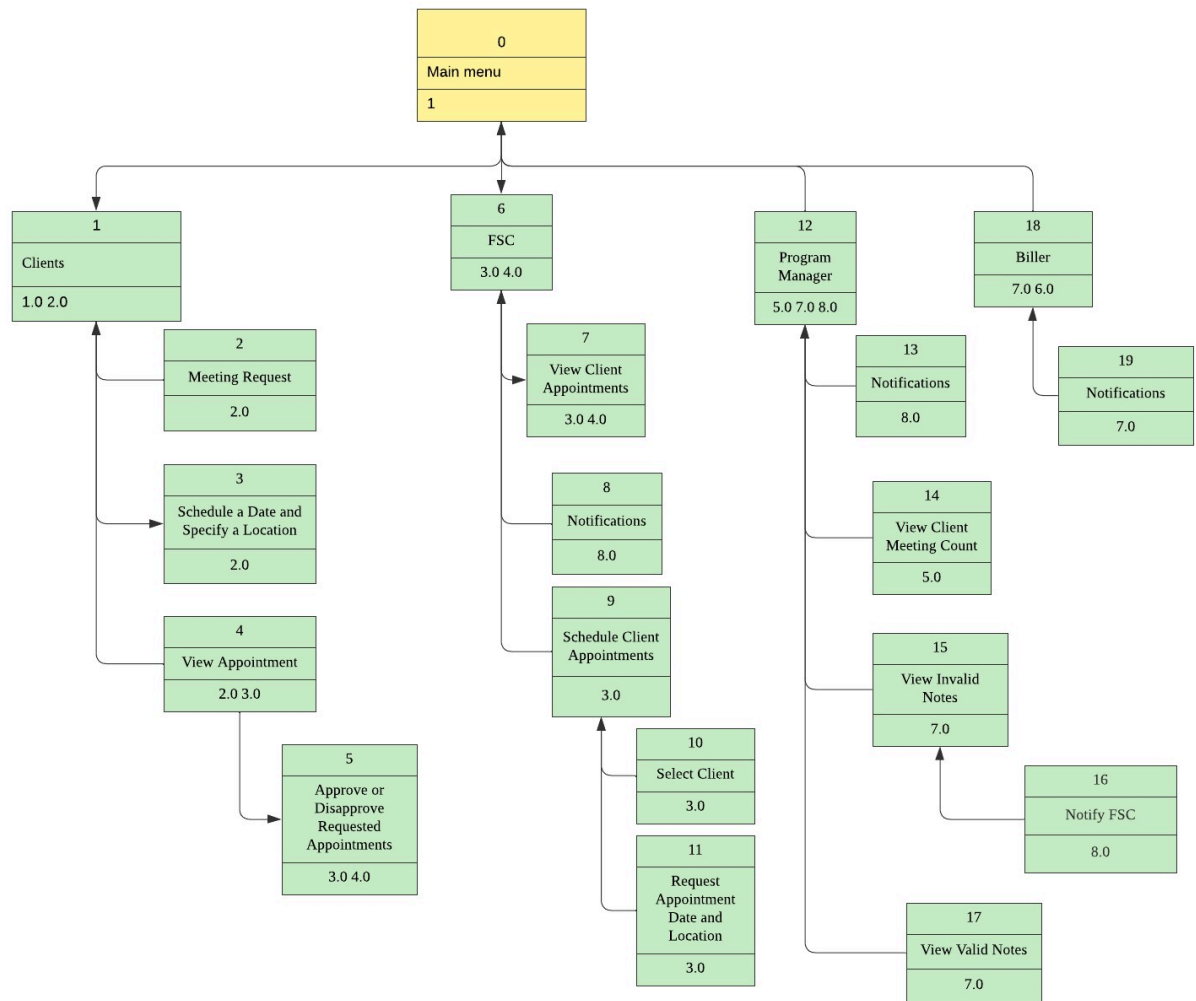 0
Main menu
1
1
Clients
1.0 2.0
2
Meeting Request
2.0
3
Schedule a Date and
Specify a Location
2.0
4
View Appointment
2.0 3.0
5
Approve or
Disapprove
Requested
Appointments
3.0 4.0
6
FSC
3.0 4.0
7
View Client
Appointments
3.0 4.0
8
Notifications
8.0
9
Schedule Client
Appointments
3.0
10
Select Client
3.0
11
Request
Appointment
Date and
Location
3.0
12
Program
Manager
5.0 7.0 8.0
13
Notifications
8.0
14
View Client
Meeting Count
5.0
15
View Invalid
Notes
7.0
16
Notify FSC
8.0
17
View Valid Notes
7.0
18
Biller
7.0 6.0
19
Notifications
7.0